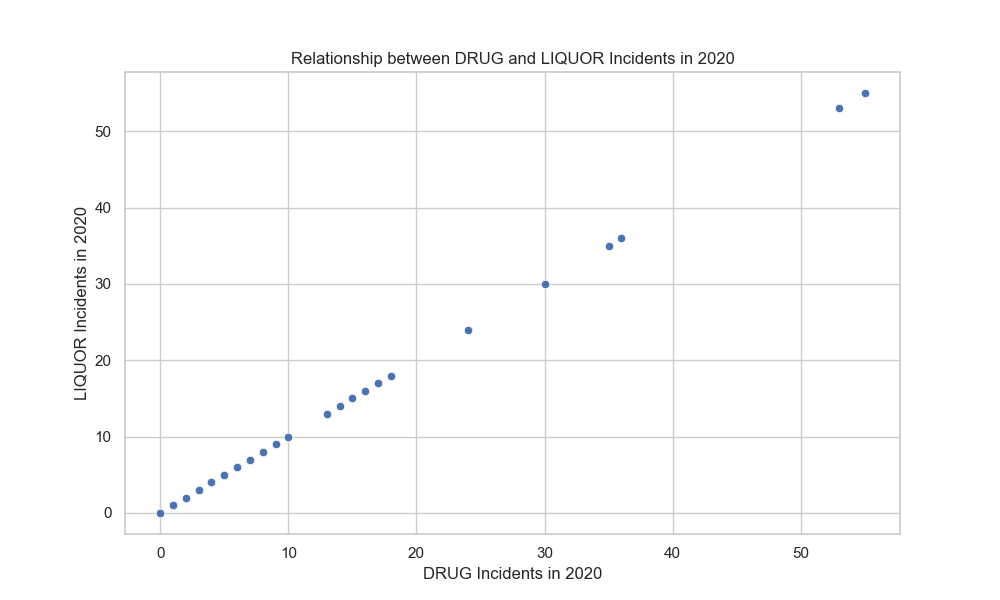 Relationship between DRUG and LIQUOR Incidents in 2020
LIQUOR Incidents in 2020
50
40
30
20
10
0
0 10 20 30 40 50
DRUG Incidents in 2020